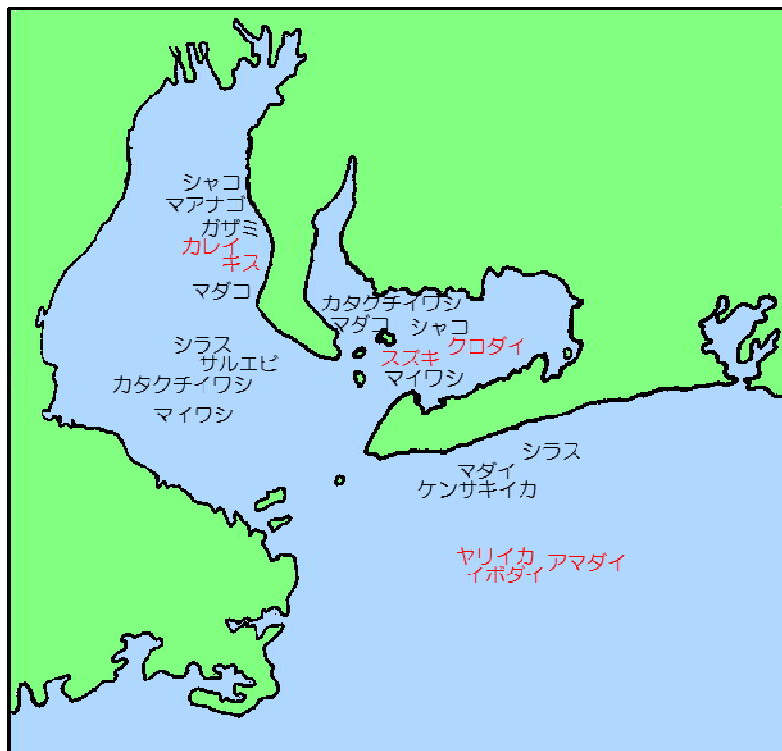 シャコ
マアナゴ
ガザミ
カレイ
キス
マダコ
シラス
サルエビ
カタクチイワシ
マイワシ
カタクチイワシ
マダコ
シャコ
クロダイ
スズキ
マイワシ
シラス
マダイ
ケンサキイカ
ヤリイカ
アマダイ
イボダイ